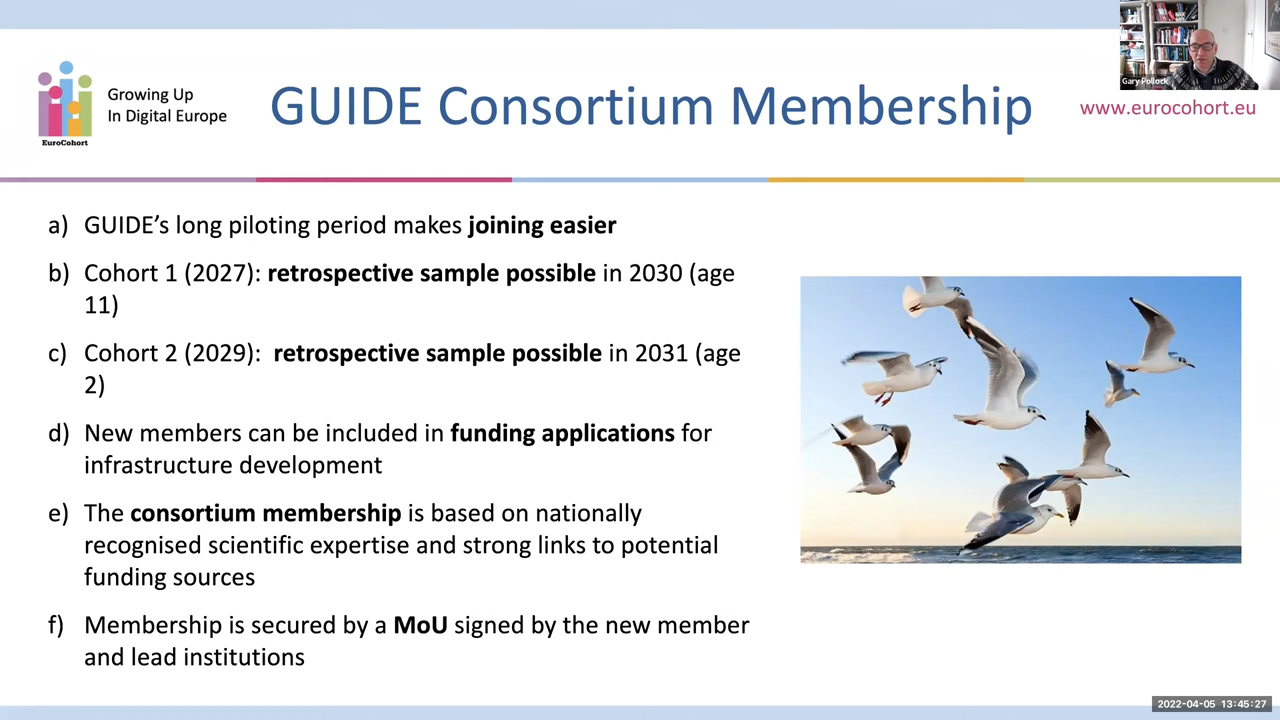 Gary Pollock
Growing Up
In Digital Europe
EuroCohort
GUIDE Consortium Membership
www.eurocohort.eu
a) GUIDE’s long piloting period makes joining easier
b) Cohort 1 (2027): retrospective sample possible in 2030 (age
11)
c) Cohort 2 (2029): retrospective sample possible in 2031 (age
2)
d) New members can be included in funding applications for
infrastructure development
e) The consortium membership is based on nationally
recognised scientific expertise and strong links to potential
funding sources
f) Membership is secured by a MoU signed by the new member
and lead institutions
2022-04-05 13:45:27